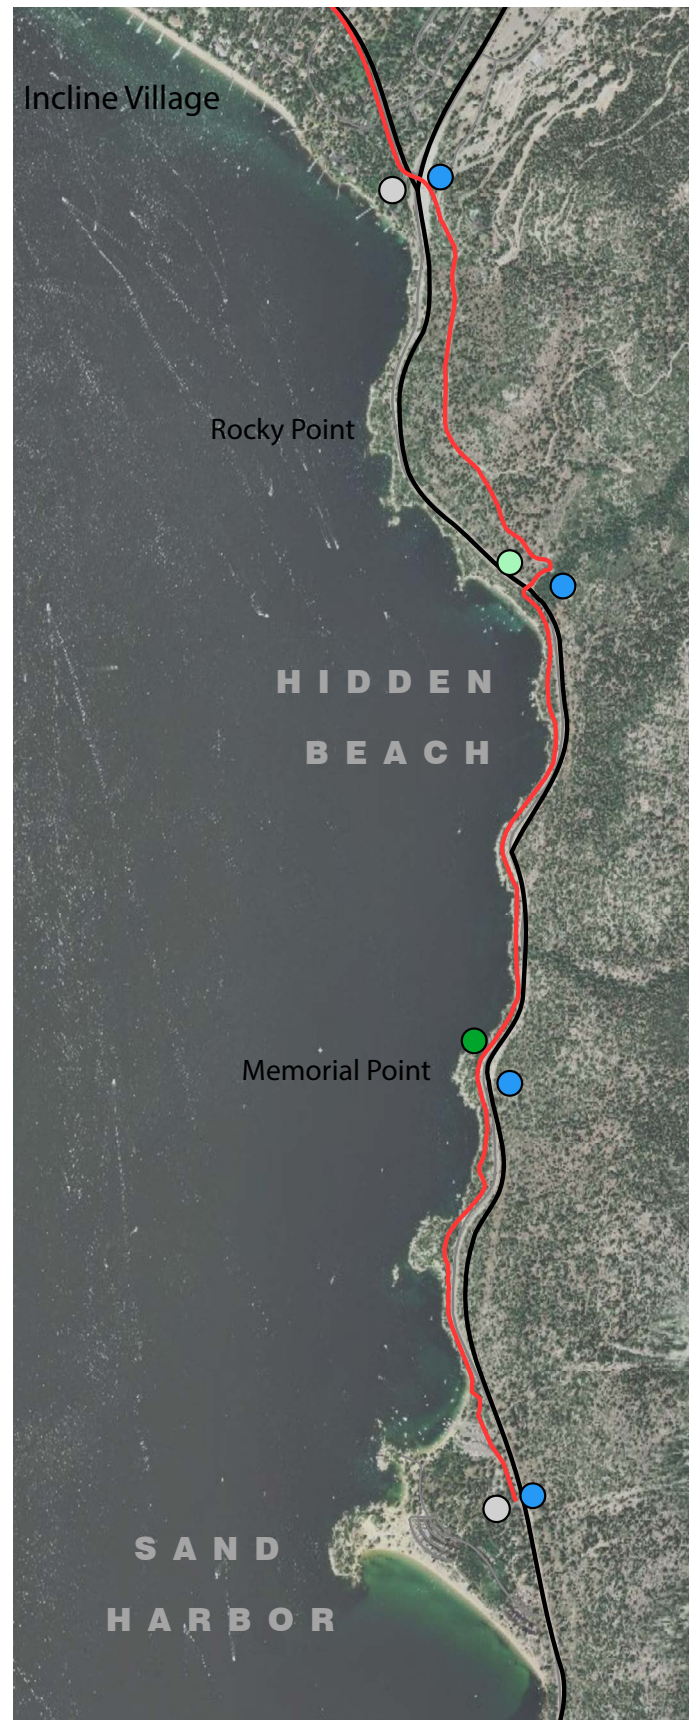 Incline Village
Rocky Point
HIDDEN
BEACH
Memorial Point
SAND
HARBOR